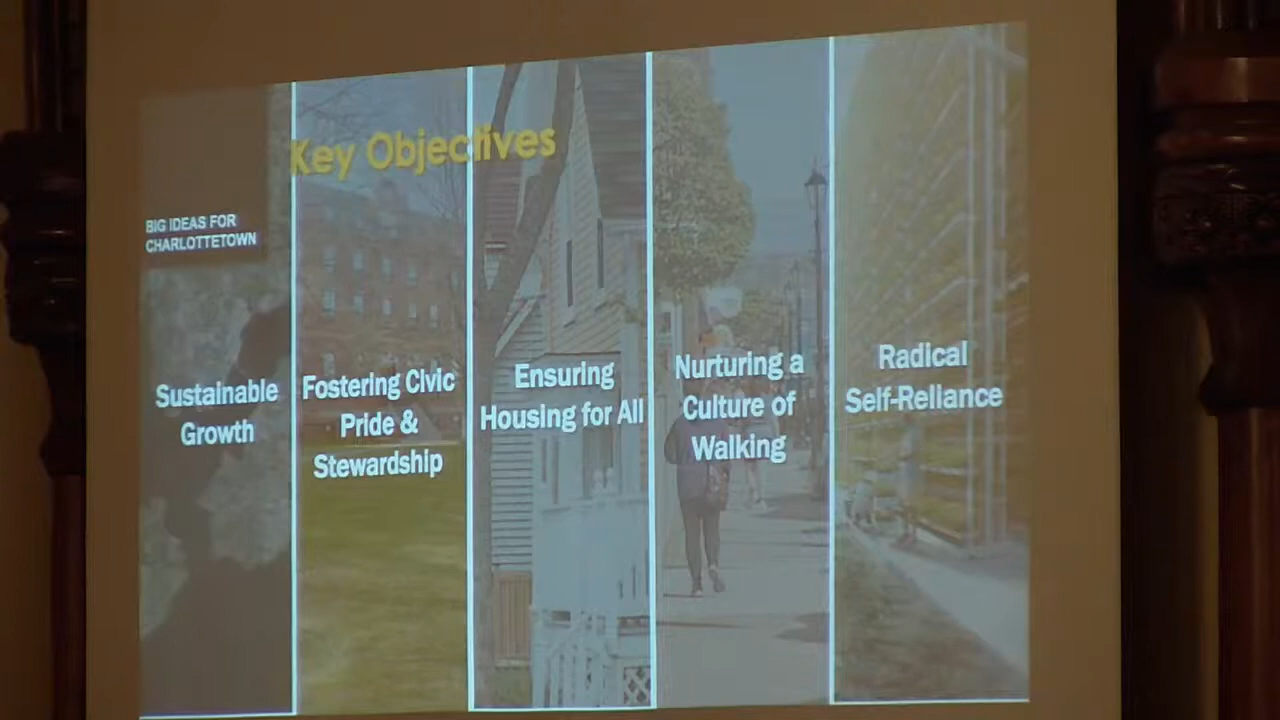 Key Objectives
BIG IDEAS FOR
CHARLOTTETOWN
Sustainable
Growth
Fostering Civic
Pride &
Stewardship
Ensuring
Housing for All
Nurturing a
Culture of
Walking
Radical
Self-Reliance